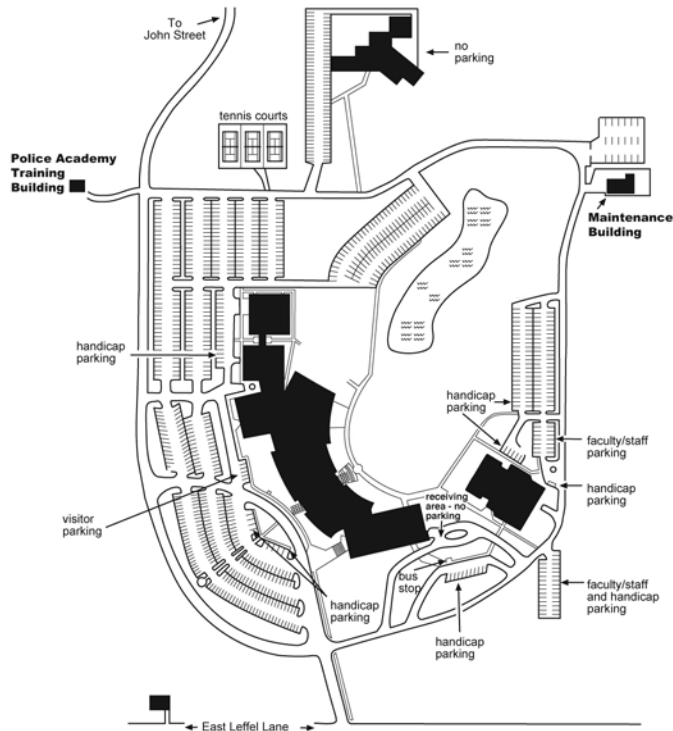 To
John Street
no
parking
tennis courts
Police Academy
Training
Building
Maintenance
Building
handicap
parking
handicap
parking
faculty/staff
parking
handicap
parking
receiving
area - no
parking
visitor
parking
bus
stop
handicap
parking
faculty/staff
and handicap
parking
handicap
parking
East Leffel Lane